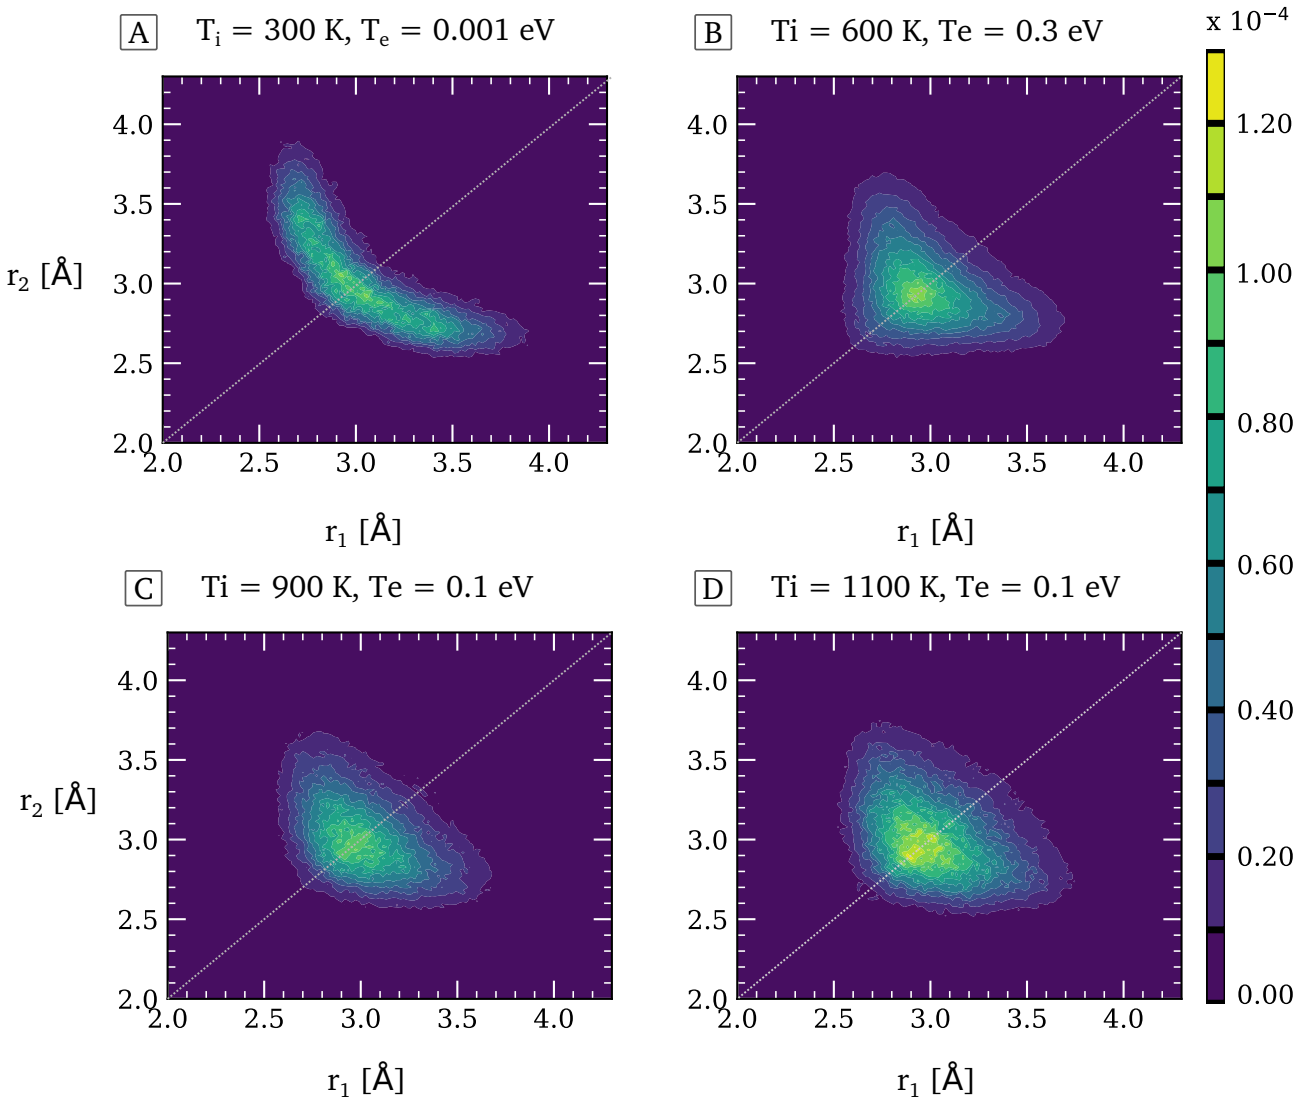 A T_i = 300 K, T_e = 0.001 eV
B Ti = 600 K, Te = 0.3 eV
x 10⁻⁴
4.0
3.5
3.0
2.5
2.0
r₂ [Å]
2.0 2.5 3.0 3.5 4.0
r₁ [Å]
4.0
3.5
3.0
2.5
2.0
2.0 2.5 3.0 3.5 4.0
r₁ [Å]
C Ti = 900 K, Te = 0.1 eV
D Ti = 1100 K, Te = 0.1 eV
4.0
3.5
3.0
2.5
2.0
r₂ [Å]
2.0 2.5 3.0 3.5 4.0
r₁ [Å]
4.0
3.5
3.0
2.5
2.0
2.0 2.5 3.0 3.5 4.0
r₁ [Å]
1.20
1.00
0.80
0.60
0.40
0.20
0.00